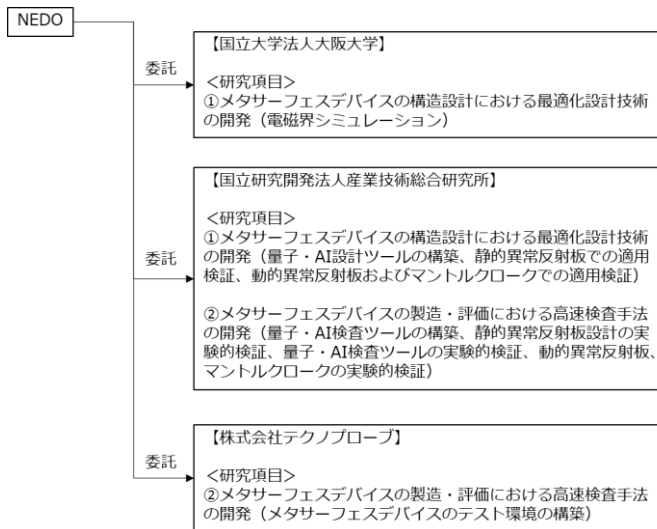 NEDO
委託
【国立大学法人大阪大学】
<研究項目>
①メタサーフェスデバイスの構造設計における最適化設計技術
の開発（電磁界シミュレーション）
委託
【国立研究開発法人産業技術総合研究所】
<研究項目>
①メタサーフェスデバイスの構造設計における最適化設計技術
の開発（量子・AI設計ツールの構築、静的異常反射板での適用
検証、動的異常反射板およびマントルクロークでの適用検証）
②メタサーフェスデバイスの製造・評価における高速検査手法
の開発（量子・AI検査ツールの構築、静的異常反射板設計の実
験的検証、量子・AI検査ツールの実験的検証、動的異常反射板、
マントルクロークの実験的検証）
委託
【株式会社テクノプローブ】
<研究項目>
②メタサーフェスデバイスの製造・評価における高速検査手法
の開発（メタサーフェスデバイスのテスト環境の構築）